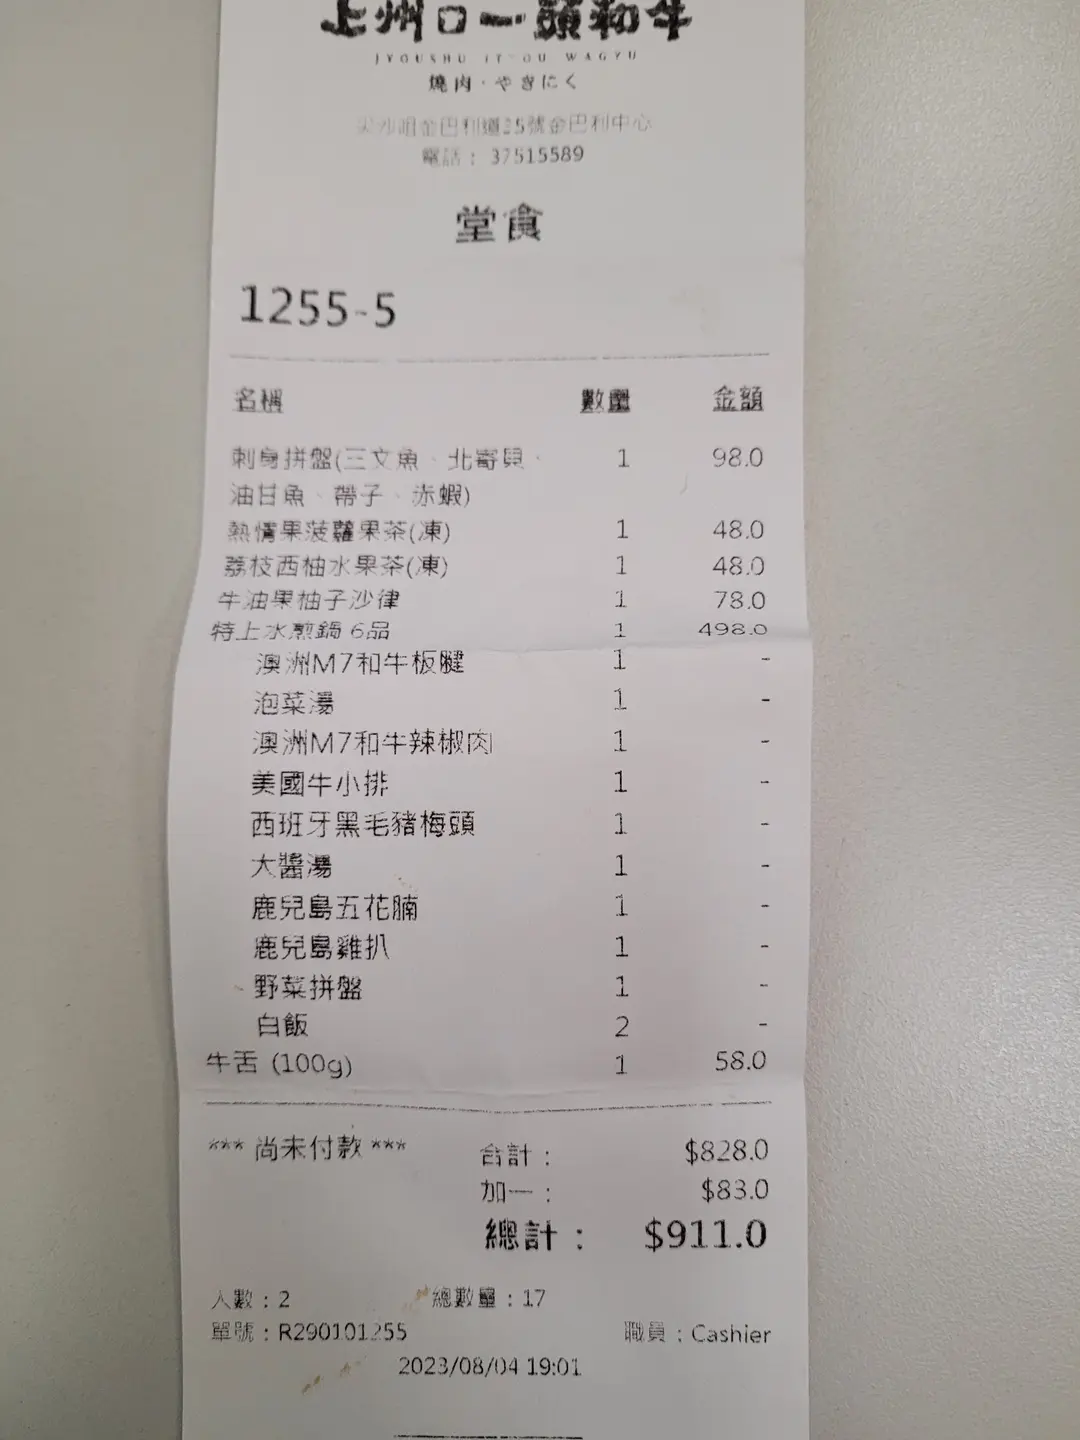 上州口一頭和牛
JYOUSHU IT-OU WAGYU
燒肉·やきにく
尖沙咀金巴利道25號金巴利中心
電話： 37515589
堂食
1255-5
名稱 數量 金額
刺身拼盤(三文魚、北寄貝、 1 98.0
油甘魚、帶子、赤蝦)
熱情果菠蘿果茶(凍) 1 48.0
荔枝西柚水果茶(凍) 1 48.0
牛油果柚子沙律 1 78.0
特上水煎鍋 6品 1 498.0
澳洲M7和牛板腱 1 -
泡菜湯 1 -
澳洲M7和牛辣椒肉 1 -
美國牛小排 1 -
西班牙黑毛豬梅頭 1 -
大醬湯 1 -
鹿兒島五花腩 1 -
鹿兒島雞扒 1 -
野菜拼盤 1 -
白飯 2 -
牛舌 (100g) 1 58.0
*** 尚未付款 *** 合計： $828.0
加一： $83.0
總計： $911.0
人數：2 總數量：17
單號：R290101255 職員：Cashier
2023/08/04 19:01